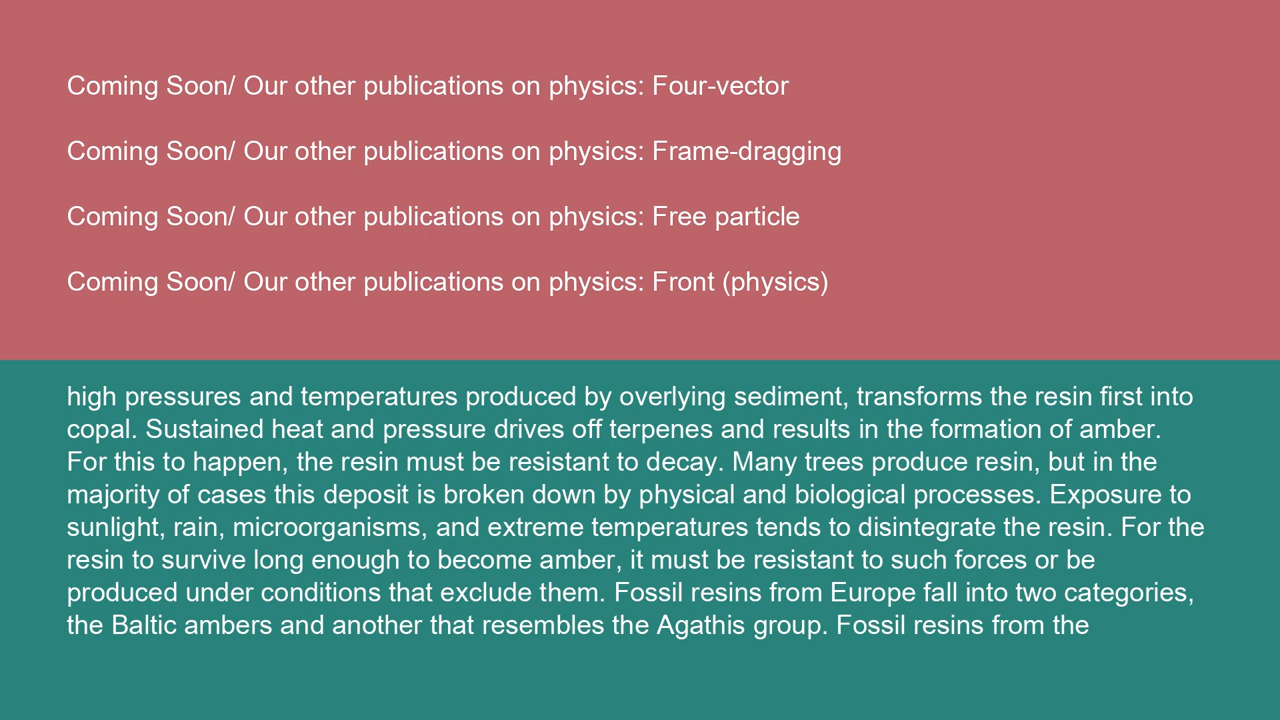 Coming Soon/ Our other publications on physics: Four-vector
Coming Soon/ Our other publications on physics: Frame-dragging
Coming Soon/ Our other publications on physics: Free particle
Coming Soon/ Our other publications on physics: Front (physics)
high pressures and temperatures produced by overlying sediment, transforms the resin first into
copal. Sustained heat and pressure drives off terpenes and results in the formation of amber.
For this to happen, the resin must be resistant to decay. Many trees produce resin, but in the
majority of cases this deposit is broken down by physical and biological processes. Exposure to
sunlight, rain, microorganisms, and extreme temperatures tends to disintegrate the resin. For the
resin to survive long enough to become amber, it must be resistant to such forces or be
produced under conditions that exclude them. Fossil resins from Europe fall into two categories,
the Baltic ambers and another that resembles the Agathis group. Fossil resins from the